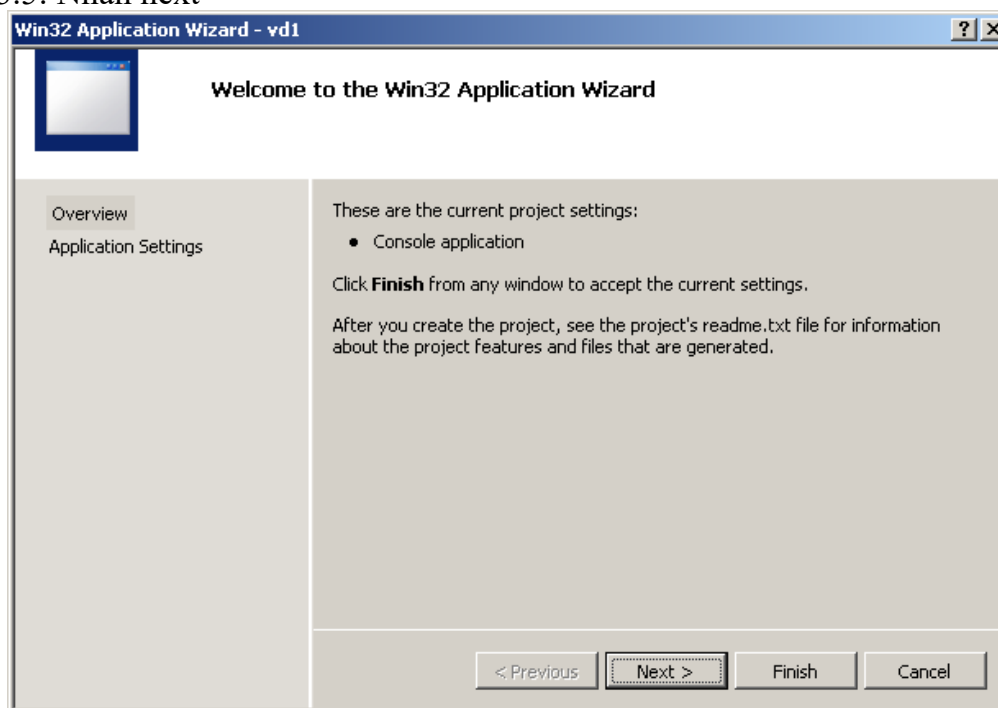 Win32 Application Wizard - vd1
Welcome to the Win32 Application Wizard
Overview
Application Settings
These are the current project settings:
• Console application
Click Finish from any window to accept the current settings.
After you create the project, see the project's readme.txt file for information
about the project features and files that are generated.
< Previous
Next >
Finish
Cancel